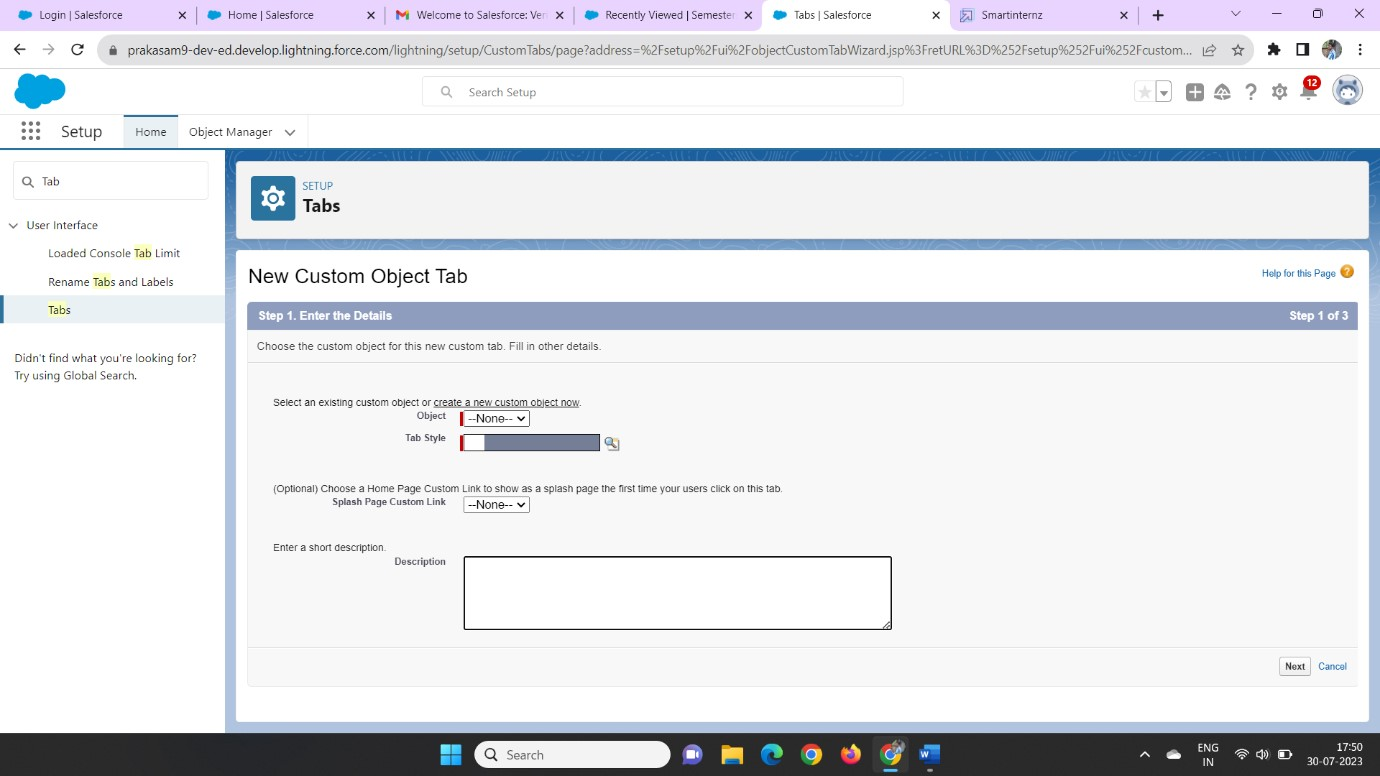 Login | Salesforce
Home | Salesforce
Welcome to Salesforce: Ver
Recently Viewed | Semester
Tabs | Salesforce
Smartinternz
prakasam9-dev-ed.develop.lightning.force.com/lightning/setup/CustomTabs/page?address=%2Fsetup%2Fui%2FobjectCustomTabWizard.jsp%3FretURL%3D%252Fsetup%252Fui%252Fcustom...
Search Setup
12
Setup
Home
Object Manager
Tab
User Interface
Loaded Console Tab Limit
Rename Tabs and Labels
Tabs
Didn't find what you're looking for?
Try using Global Search.
SETUP
Tabs
New Custom Object Tab
Help for this Page
Step 1. Enter the Details
Step 1 of 3
Choose the custom object for this new custom tab. Fill in other details.
Select an existing custom object or create a new custom object now.
Object --None--
Tab Style
(Optional) Choose a Home Page Custom Link to show as a splash page the first time your users click on this tab.
Splash Page Custom Link --None--
Enter a short description.
Description
Next Cancel
Search
ENG
IN
17:50
30-07-2023